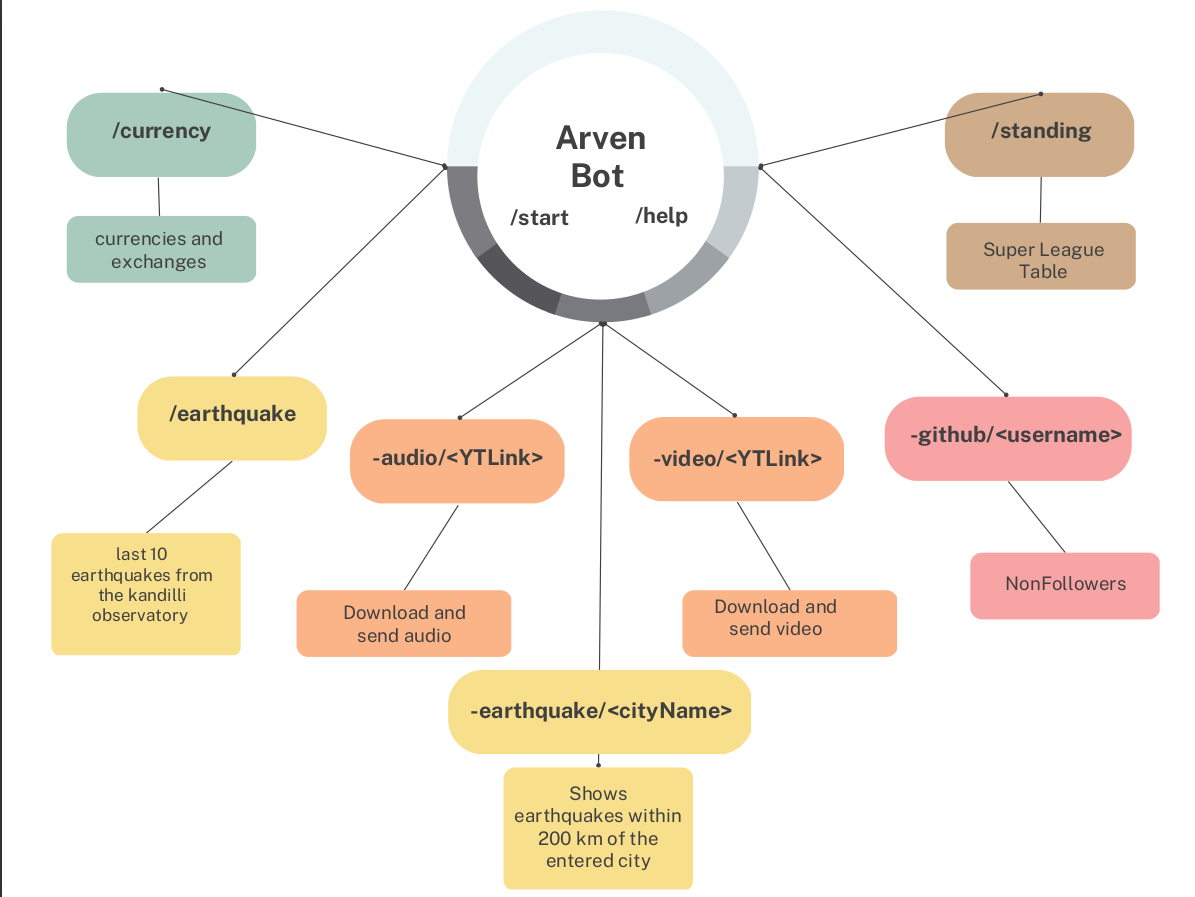 Arven
Bot
/start
/help
/currency
currencies and
exchanges
/standing
Super League
Table
/earthquake
last 10
earthquakes from
the kandilli
observatory
-audio/<YTLink>
Download and
send audio
-video/<YTLink>
Download and
send video
-github/<username>
NonFollowers
-earthquake/<cityName>
Shows
earthquakes within
200 km of the
entered city